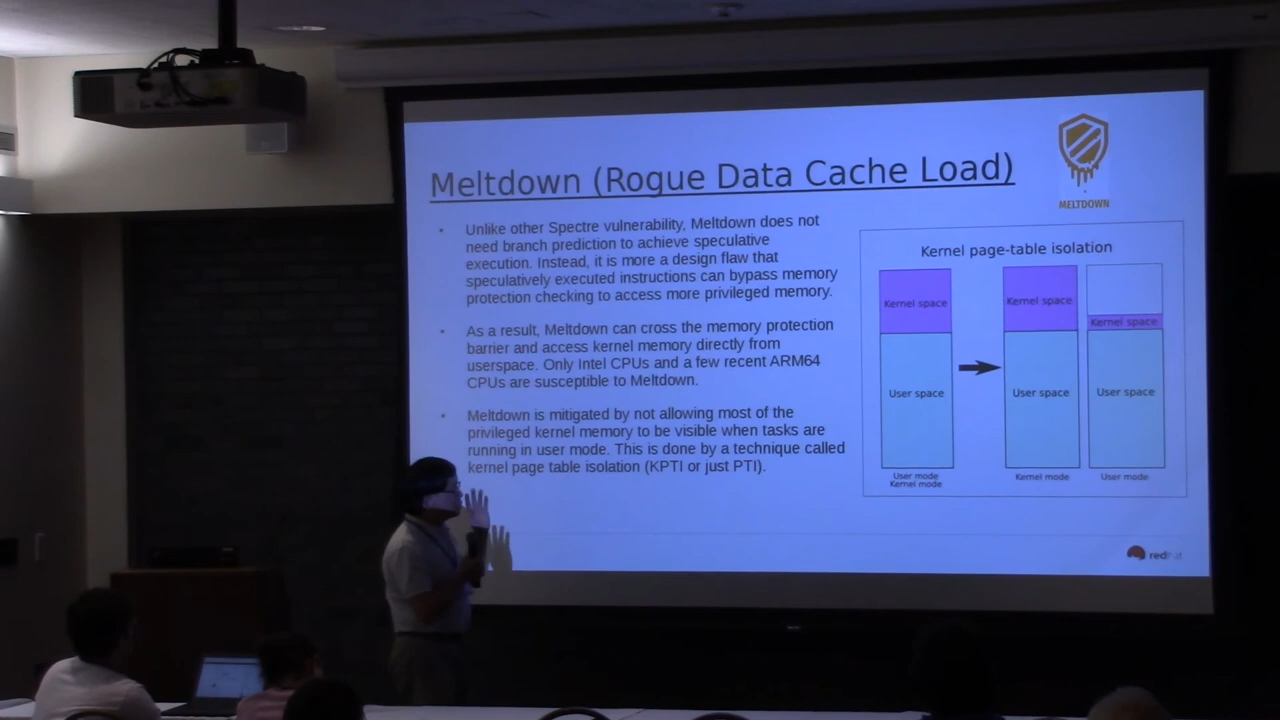 Meltdown (Rogue Data Cache Load)
MELTDOWN
• Unlike other Spectre vulnerability, Meltdown does not
need branch prediction to achieve speculative
execution. Instead, it is more a design flaw that
speculatively executed instructions can bypass memory
protection checking to access more privileged memory.
• As a result, Meltdown can cross the memory protection
barrier and access kernel memory directly from
userspace. Only Intel CPUs and a few recent ARM64
CPUs are susceptible to Meltdown.
• Meltdown is mitigated by not allowing most of the
privileged kernel memory to be visible when tasks are
running in user mode. This is done by a technique called
kernel page table isolation (KPTI or just PTI).
Kernel page-table isolation
Kernel space
User space
User mode
Kernel mode
Kernel space
User space
Kernel mode
Kernel space
User space
User mode
redhat